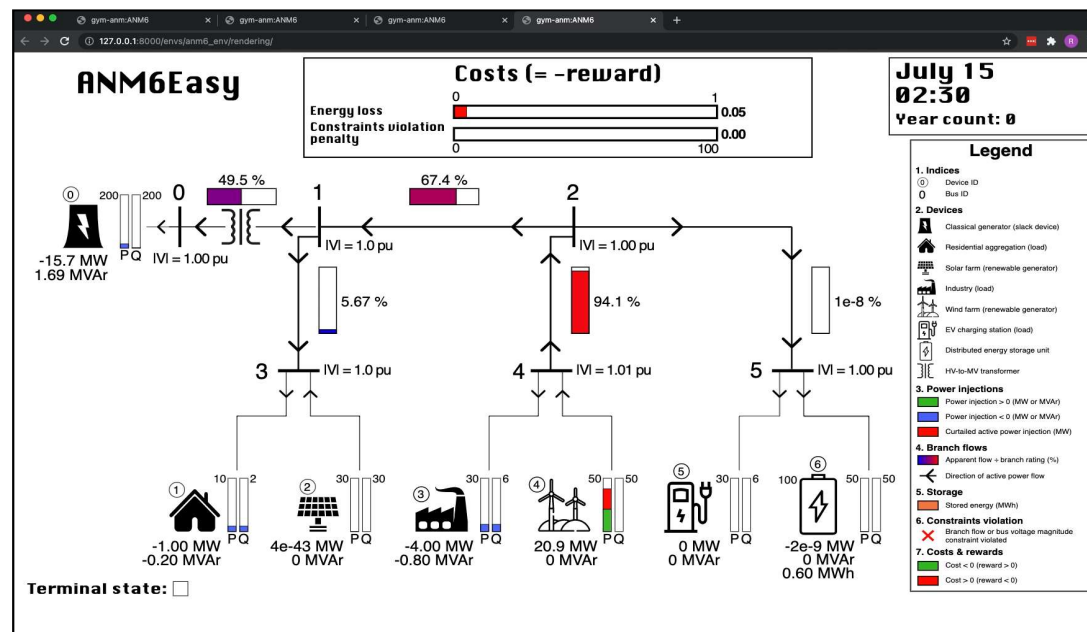 gym-anm:ANM6
gym-anm:ANM6
gym-anm:ANM6
gym-anm:ANM6
127.0.0.1:8000/envs/anm6_env/rendering/
R
ANM6Easy
Costs (= -reward)
0 1
Energy loss 0.05
Constraints violation penalty 0.00
0 100
July 15
02:30
Year count: 0
Legend
1. Indices
0 Device ID
0 Bus ID
2. Devices
Classical generator (slack device)
Residential aggregation (load)
Solar farm (renewable generator)
Industry (load)
Wind farm (renewable generator)
EV charging station (load)
Distributed energy storage unit
HV-to-MV transformer
3. Power injections
Power injection > 0 (MW or MVAr)
Power injection < 0 (MW or MVAr)
Curtailed active power injection (MW)
4. Branch flows
Apparent flow ÷ branch rating (%)
Direction of active power flow
5. Storage
Stored energy (MWh)
6. Constraints violation
Branch flow or bus voltage magnitude
constraint violated
7. Costs & rewards
Cost < 0 (reward > 0)
Cost > 0 (reward < 0)
49.5 % 67.4 %
0 200 200 0 1 2
P Q
-15.7 MW
1.69 MVAr
|V| = 1.00 pu
|V| = 1.0 pu
|V| = 1.00 pu
5.67 % 94.1 % 1e-8 %
3 |V| = 1.0 pu
4 |V| = 1.01 pu
5 |V| = 1.00 pu
1 10 2
P Q
-1.00 MW
-0.20 MVAr
2 30 30
P Q
4e-43 MW
0 MVAr
3 30 6
P Q
-4.00 MW
-0.80 MVAr
4 50 50
P Q
20.9 MW
0 MVAr
5 30 6
P Q
0 MW
0 MVAr
6 100 50 50
P Q
-2e-9 MW
0 MVAr
0.60 MWh
Terminal state: